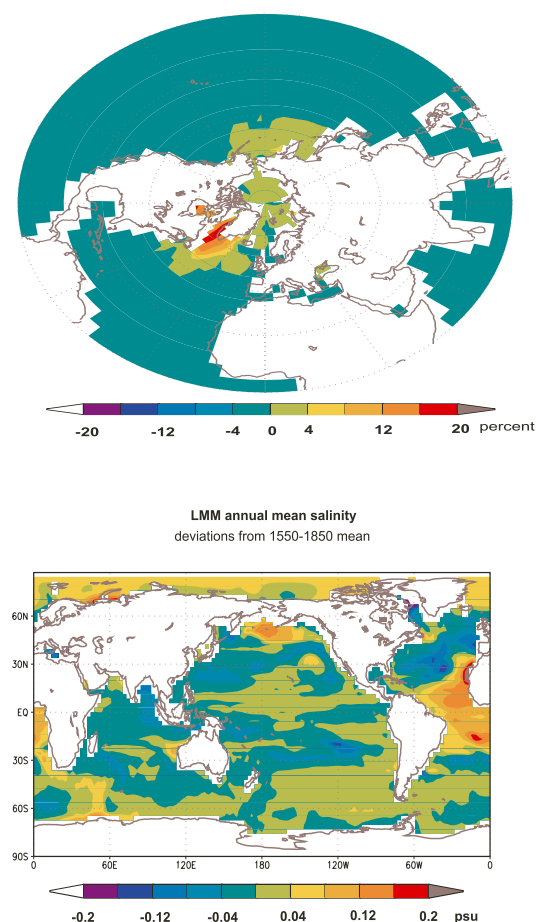 -20 -12 -4 0 4 12 20 percent
LMM annual mean salinity
deviations from 1550-1850 mean
60N
30N
EQ
30S
60S
90S
0 60E 120E 180 120W 60W 0
-0.2 -0.12 -0.04 0.04 0.12 0.2 psu